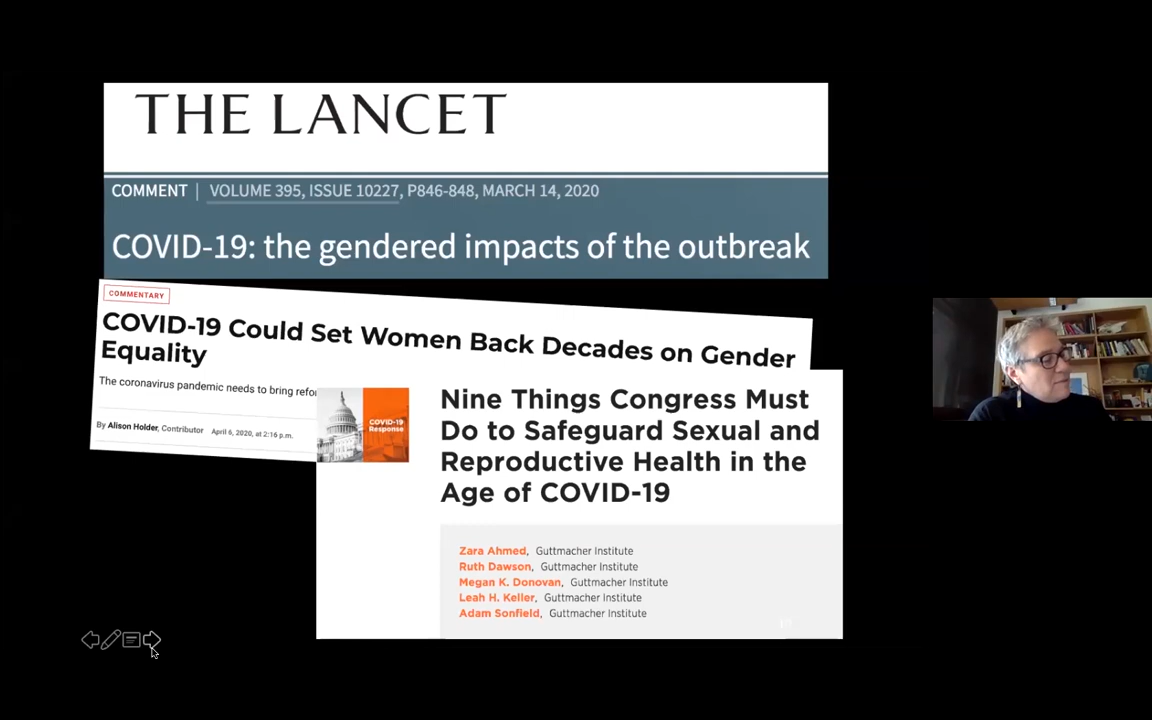 THE LANCET
COMMENT | VOLUME 395, ISSUE 10227, P846-848, MARCH 14, 2020
COVID-19: the gendered impacts of the outbreak
COMMENTARY
COVID-19 Could Set Women Back Decades on Gender
Equality
The coronavirus pandemic needs to bring
By Alison Holder, Contributor April 6, 2020, at 2:16 p.m.
COVID-19
Response
Nine Things Congress Must
Do to Safeguard Sexual and
Reproductive Health in the
Age of COVID-19
Zara Ahmed, Guttmacher Institute
Ruth Dawson, Guttmacher Institute
Megan K. Donovan, Guttmacher Institute
Leah H. Keller, Guttmacher Institute
Adam Sonfield, Guttmacher Institute